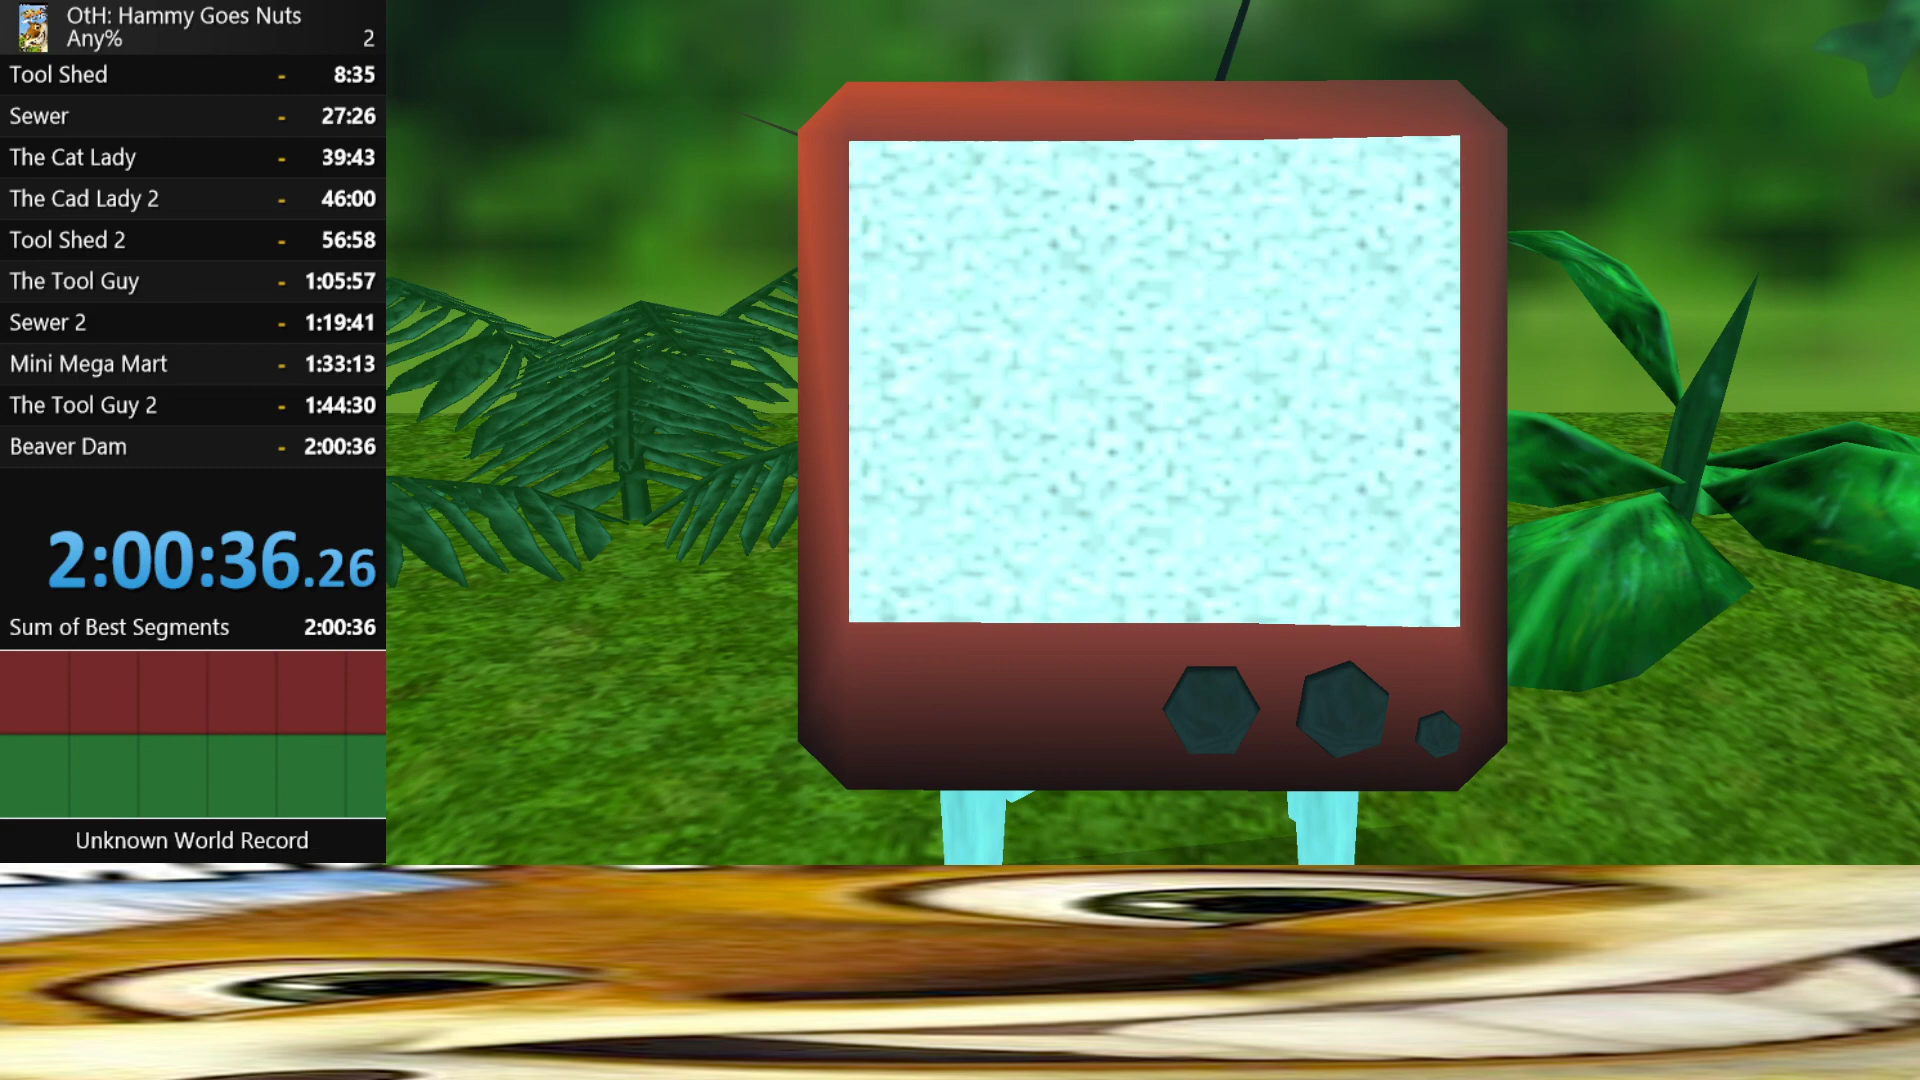 OtH: Hammy Goes Nuts
Any% 2
Tool Shed - 8:35
Sewer - 27:26
The Cat Lady - 39:43
The Cad Lady 2 - 46:00
Tool Shed 2 - 56:58
The Tool Guy - 1:05:57
Sewer 2 - 1:19:41
Mini Mega Mart - 1:33:13
The Tool Guy 2 - 1:44:30
Beaver Dam - 2:00:36
2:00:36.26
Sum of Best Segments 2:00:36
Unknown World Record